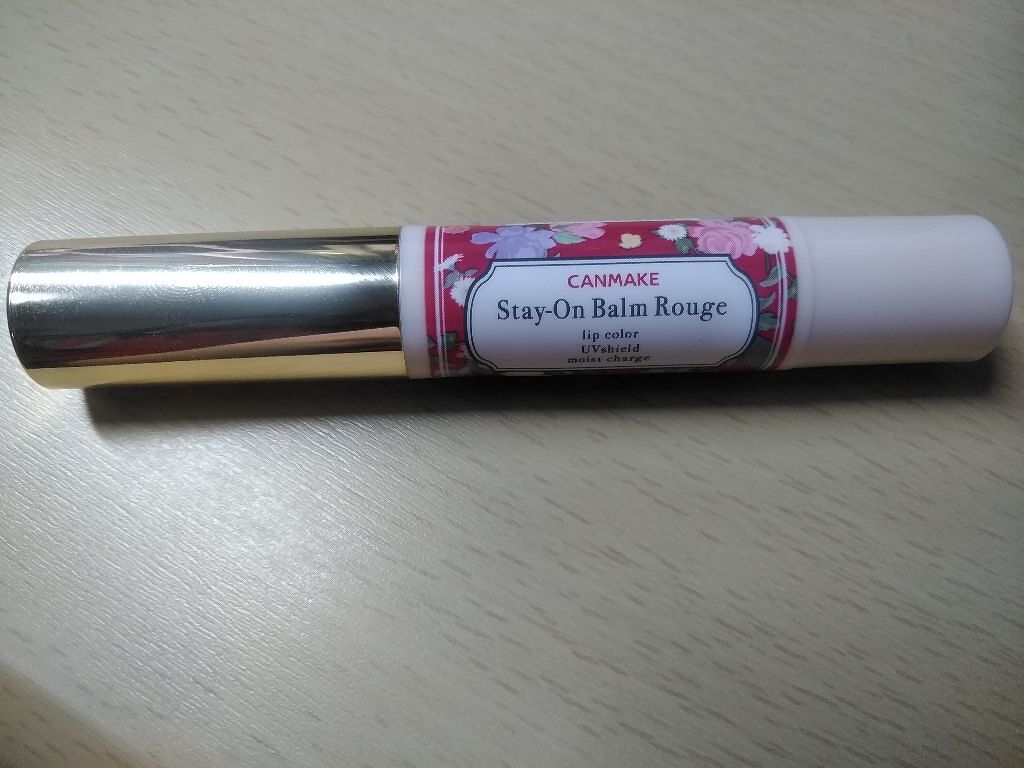 CANMAKE
Stay-On Balm Rouge
lip color
UVshield
moist charge